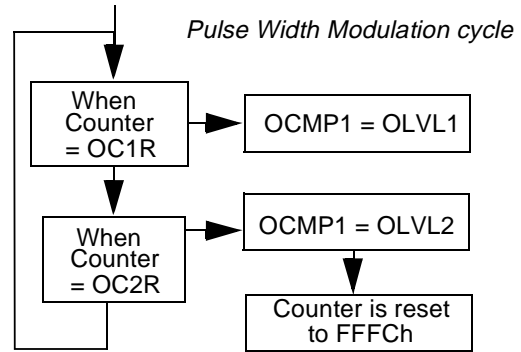 Pulse Width Modulation cycle
When
Counter
= OC1R
OCMP1 = OLVL1
When
Counter
= OC2R
OCMP1 = OLVL2
Counter is reset
to FFFCh